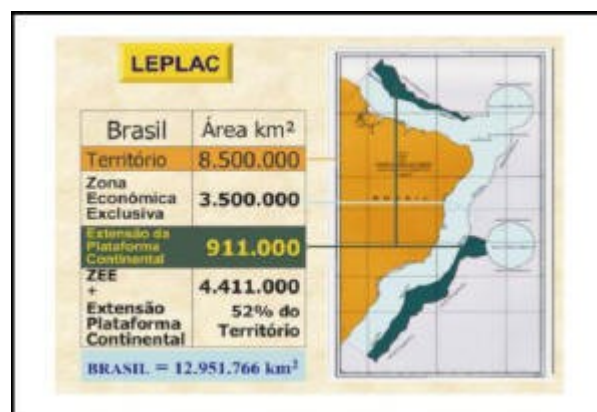 LEPLAC
Brasil Área km²
Território 8.500.000
Zona
Econômica
Exclusiva
3.500.000
Extensão da
Plataforma
Continental
911.000
ZEE
+
Extensão
Plataforma
Continental
4.411.000
52% do
Território
BRASIL = 12.951.766 km²